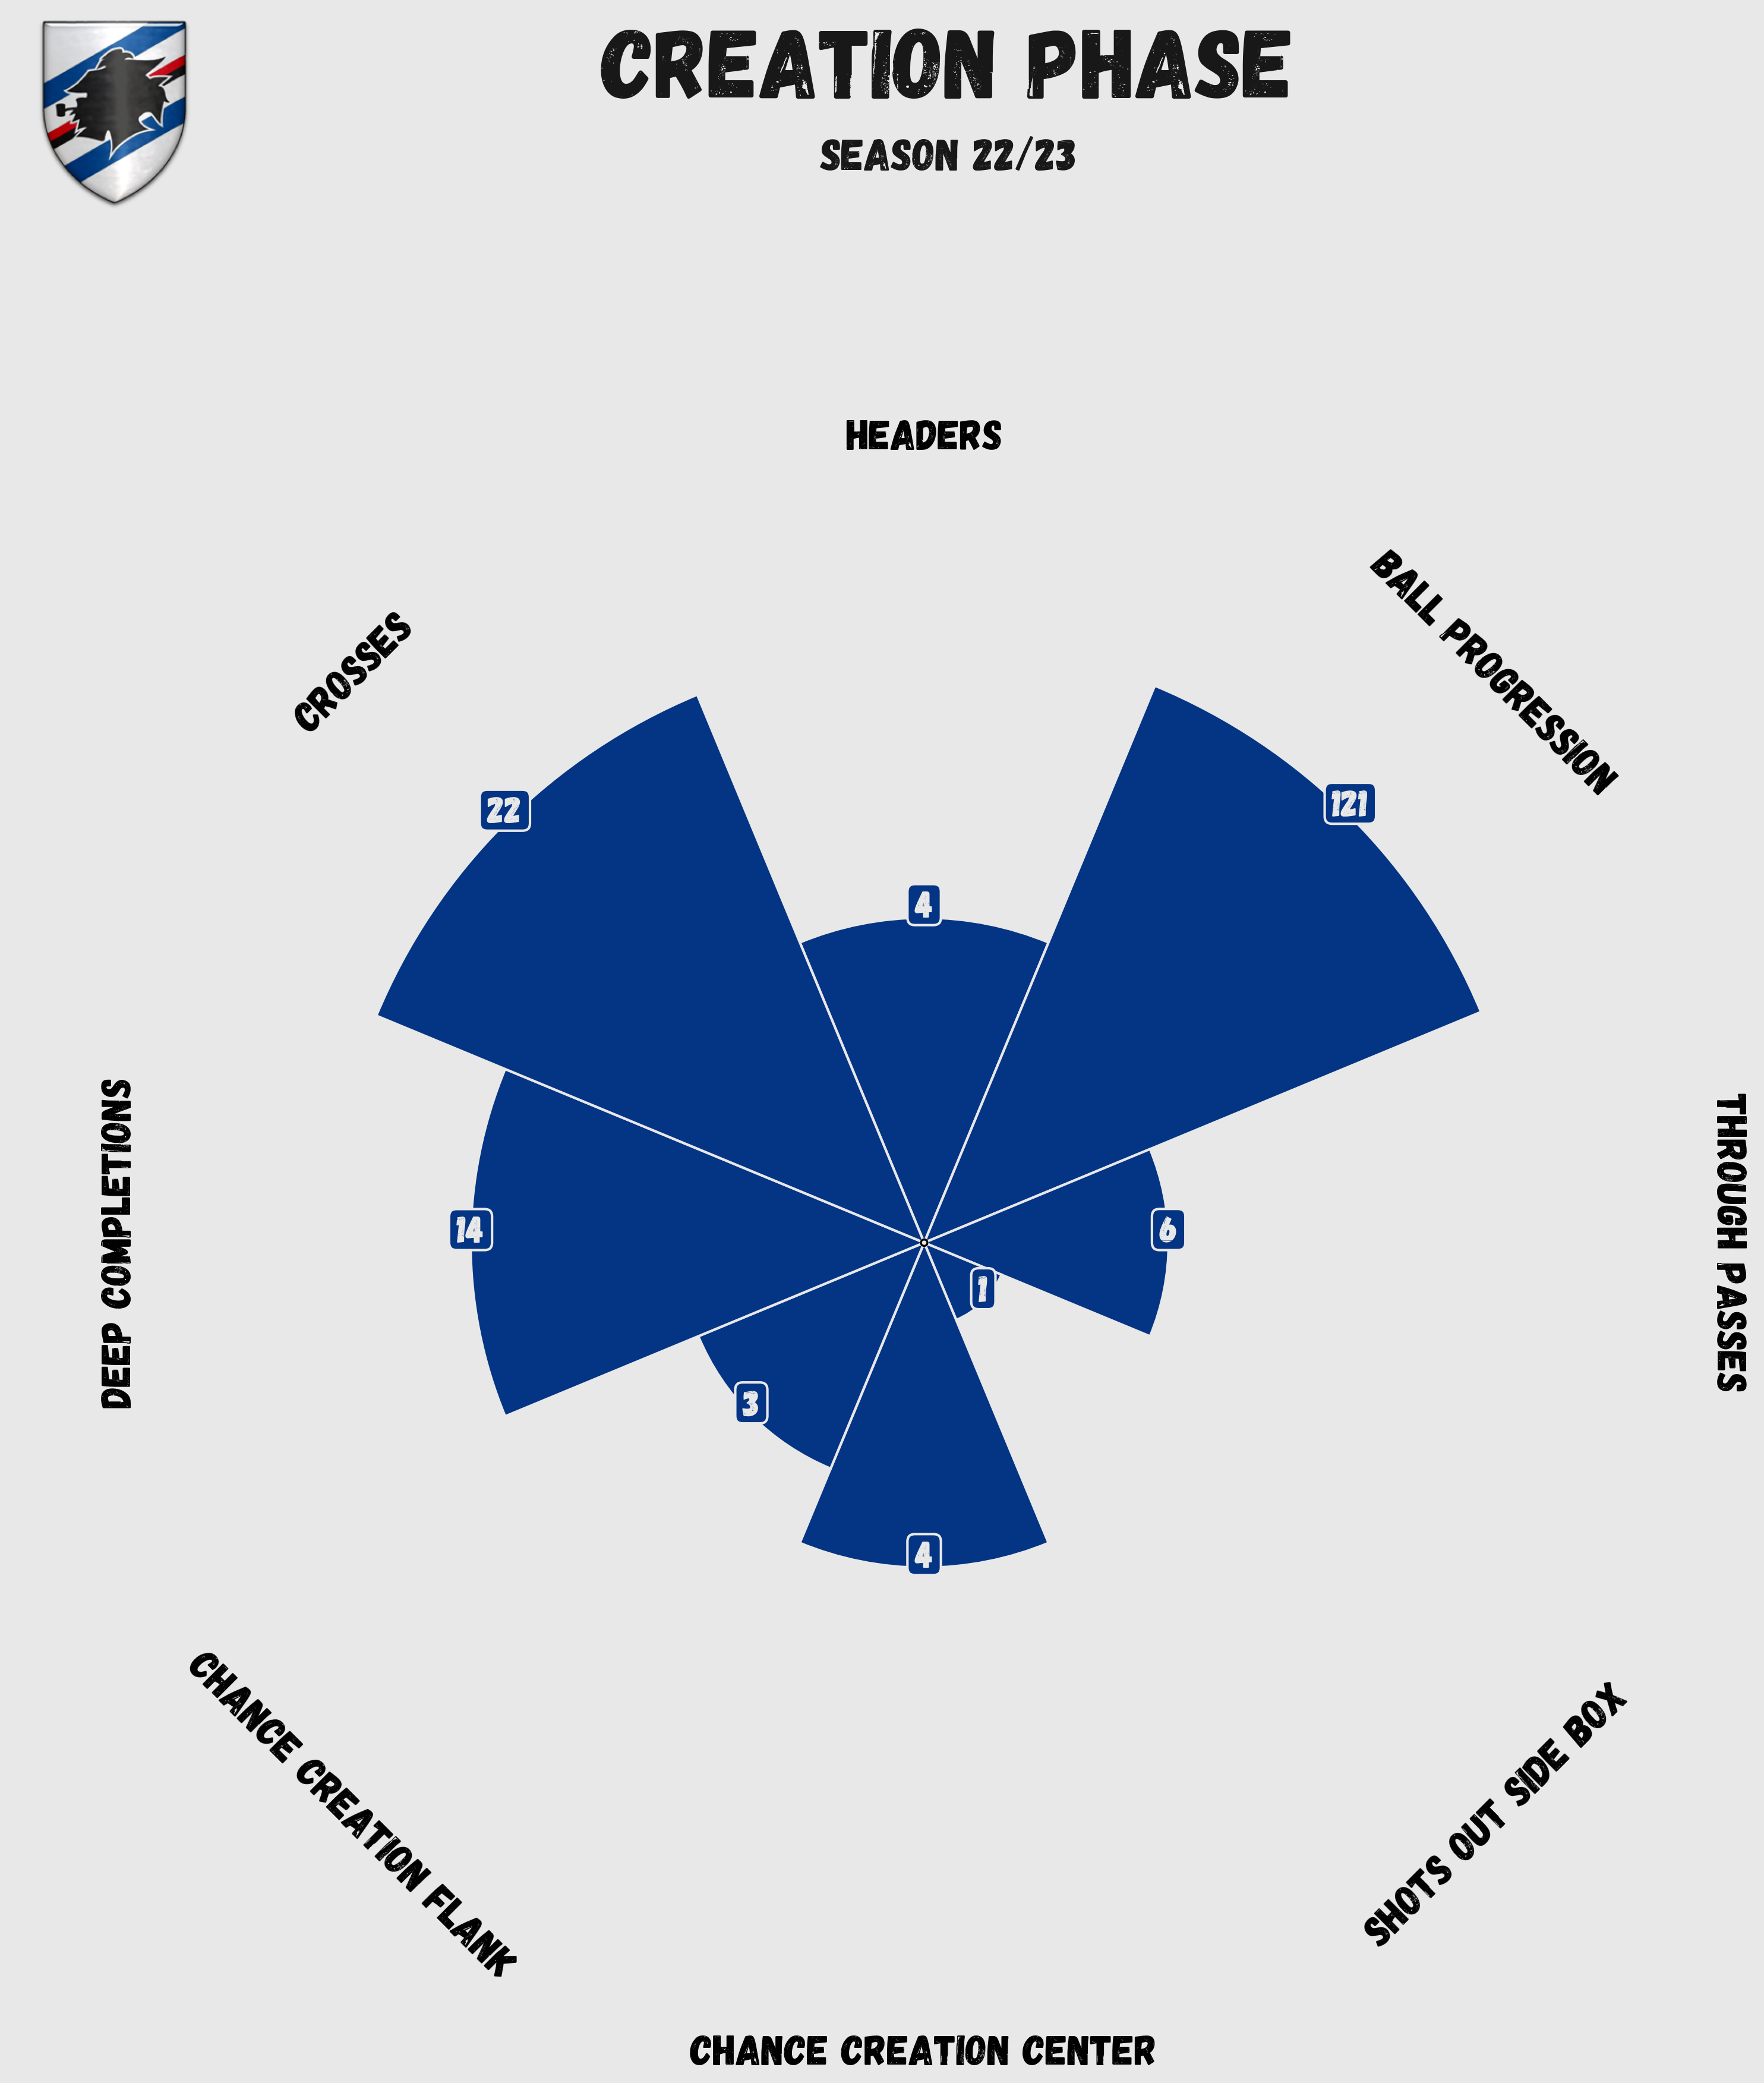 CREATION PHASE
SEASON 22/23
HEADERS
BALL PROGRESSION
CROSSES
22
121
4
DEEP COMPLETIONS
THROUGH PASSES
14
6
1
3
4
CHANCE CREATION FLANK
SHOTS OUT SIDE BOX
CHANCE CREATION CENTER